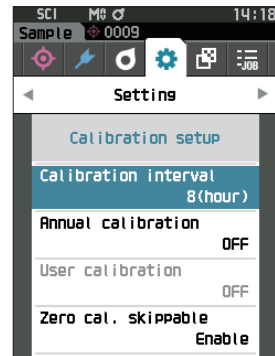 SCI M⁰ ♂ 14:18
Sample 0009
-JOB
Setting
Calibration setup
Calibration interval
8(hour)
Annual calibration
OFF
User calibration
OFF
Zero cal. skippable
Enable